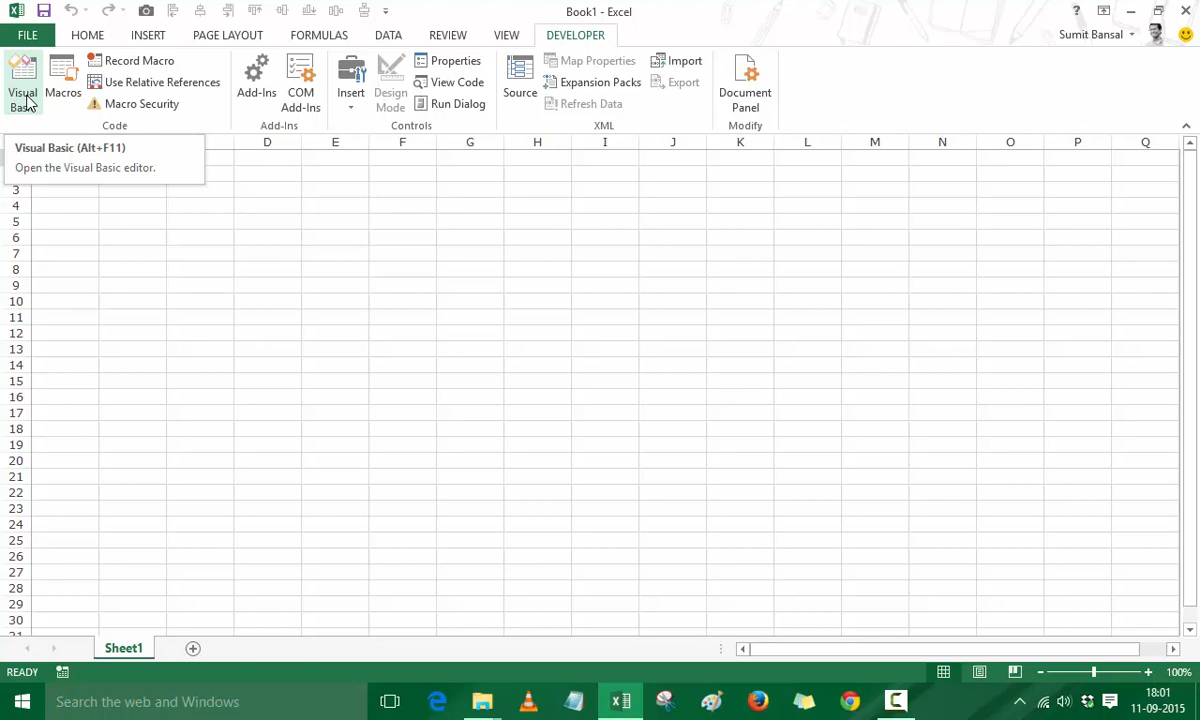 Book1 - Excel
?
FILE HOME INSERT PAGE LAYOUT FORMULAS DATA REVIEW VIEW DEVELOPER Sumit Bansal
Visual Basic
Macros
Record Macro
Use Relative References
Macro Security
Code
Add-Ins
COM Add-Ins
Add-Ins
Insert
Design Mode
Properties
View Code
Run Dialog
Controls
Source
Map Properties
Expansion Packs
Refresh Data
Import
Export
XML
Document Panel
Modify
Visual Basic (Alt+F11)
Open the Visual Basic editor.
D E F G H I J K L M N O P Q
3
4
5
6
7
8
9
10
11
12
13
14
15
16
17
18
19
20
21
22
23
24
25
26
27
28
29
30
31
Sheet1
READY 100%
Search the web and Windows
18:01
11-09-2015